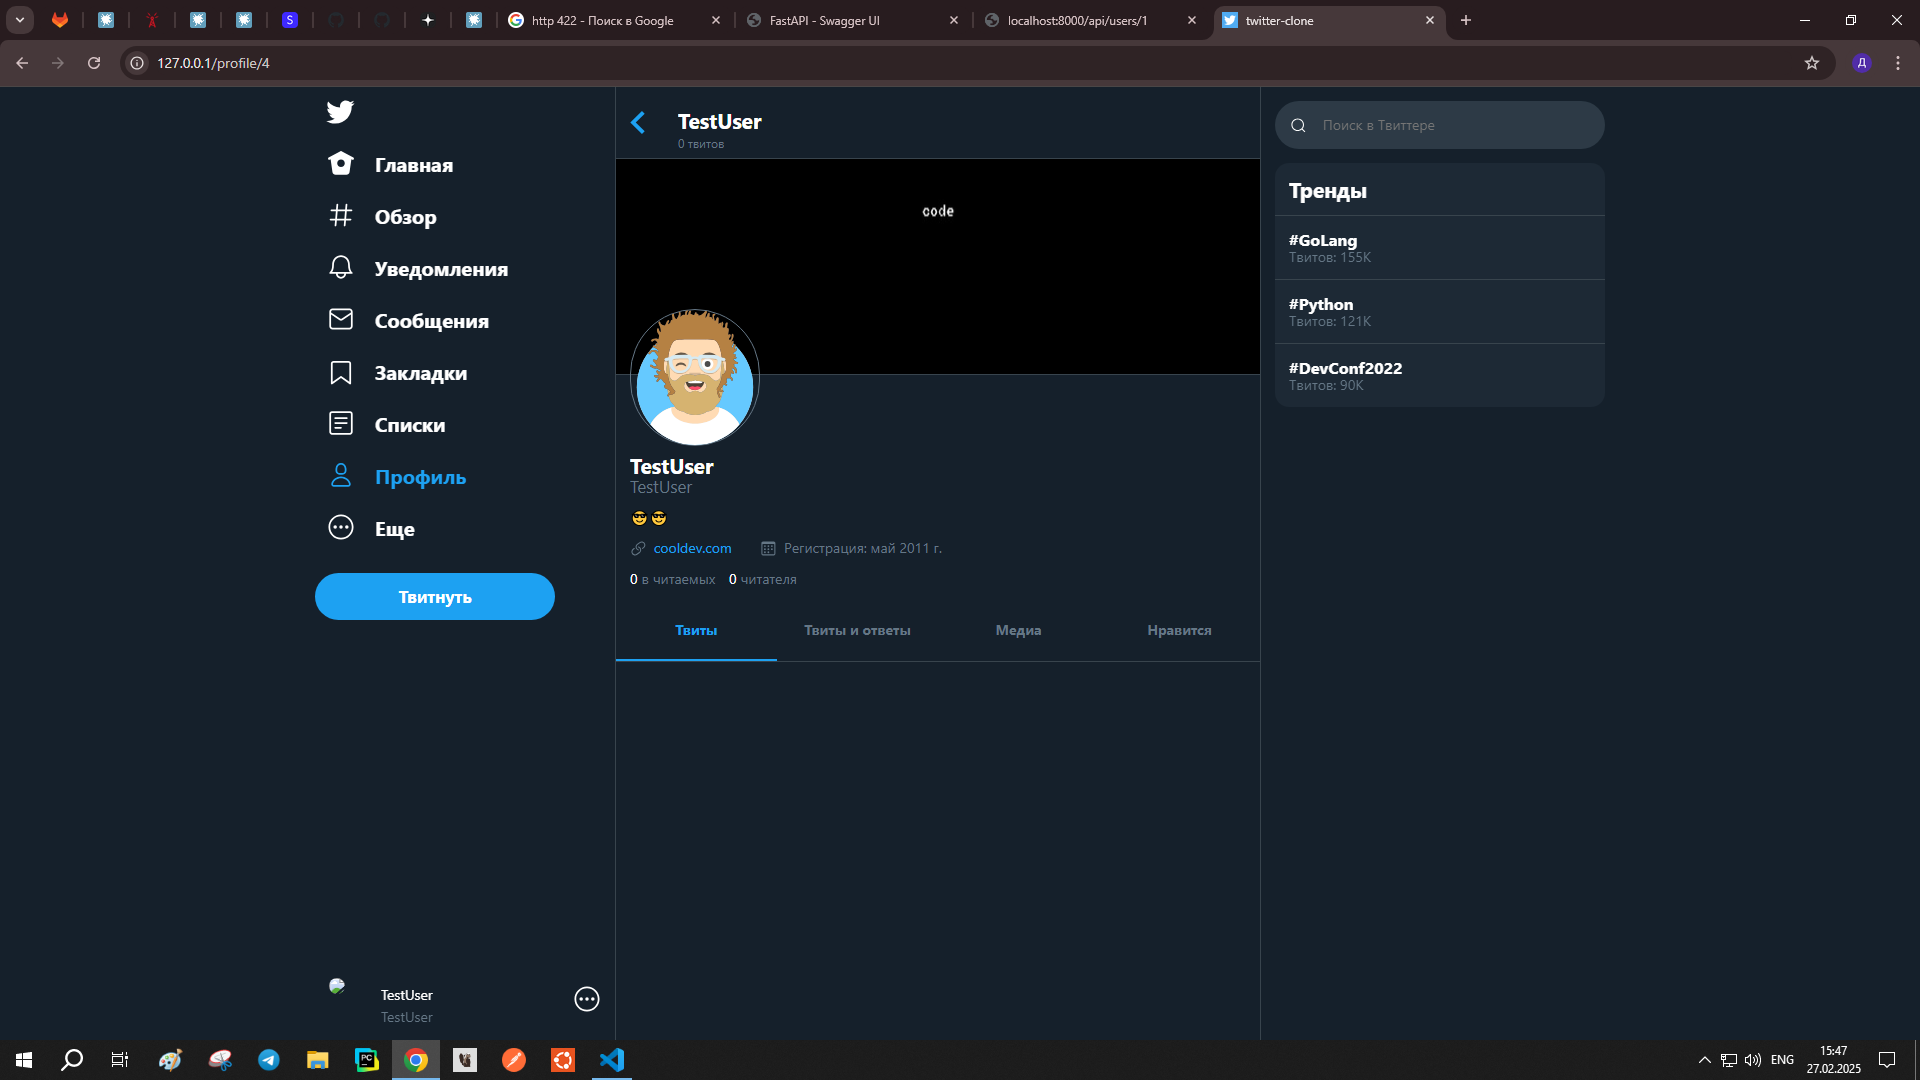 S
http 422 - Поиск в Google
FastAPI - Swagger UI
localhost:8000/api/users/1
twitter-clone
127.0.0.1/profile/4
Д
Главная
Обзор
Уведомления
Сообщения
Закладки
Списки
Профиль
Еще
Твитнуть
TestUser
TestUser
TestUser
0 твитов
code
TestUser
TestUser
cooldev.com
Регистрация: май 2011 г.
0 в читаемых 0 читателя
Твиты
Твиты и ответы
Медиа
Нравится
Поиск в Твиттере
Тренды
#GoLang
Твитов: 155K
#Python
Твитов: 121K
#DevConf2022
Твитов: 90K
PC
ENG
15:47
27.02.2025